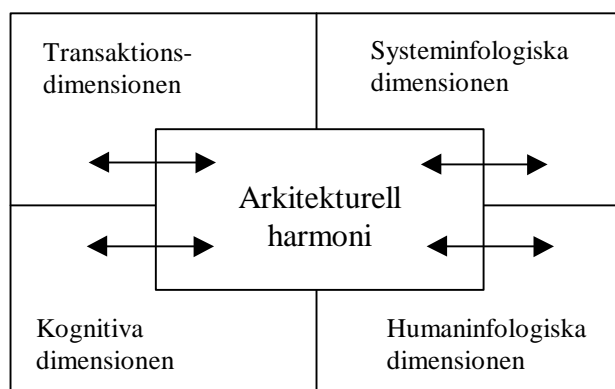 Transaktions-
dimensionen
Systeminfologiska
dimensionen
Arkitekturell
harmoni
Kognitiva
dimensionen
Humaninfologiska
dimensionen